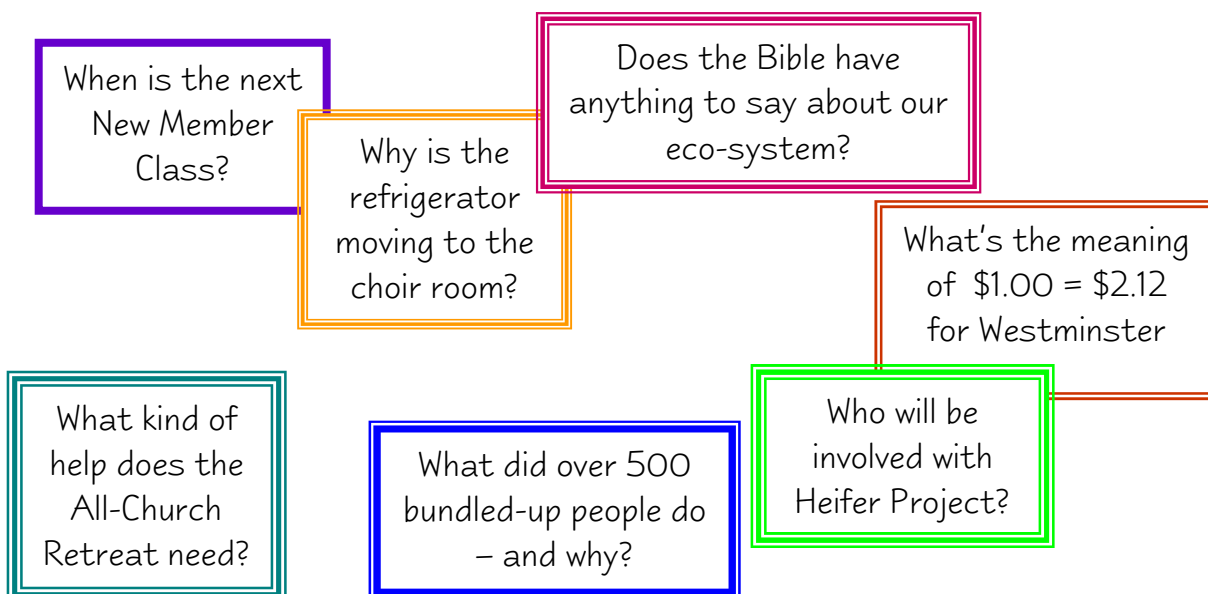 When is the next
New Member
Class?
Why is the
refrigerator
moving to the
choir room?
Does the Bible have
anything to say about our
eco-system?
What's the meaning
of $1.00 = $2.12
for Westminster
What kind of
help does the
All-Church
Retreat need?
What did over 500
bundled-up people do
– and why?
Who will be
involved with
Heifer Project?